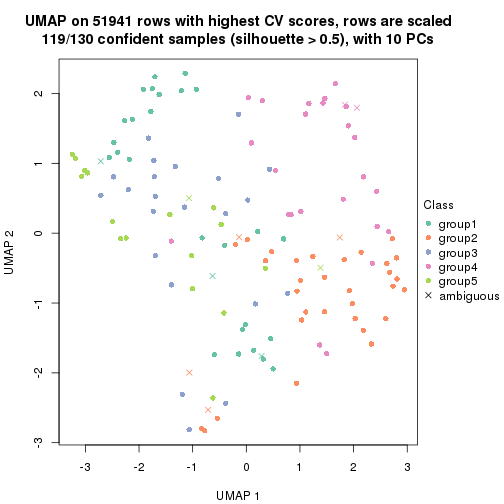 UMAP on 51941 rows with highest CV scores, rows are scaled
119/130 confident samples (silhouette > 0.5), with 10 PCs
2
1
0
-1
-2
-3
UMAP 2
-3
-2
-1
0
1
2
3
UMAP 1
Class
group1
group2
group3
group4
group5
ambiguous